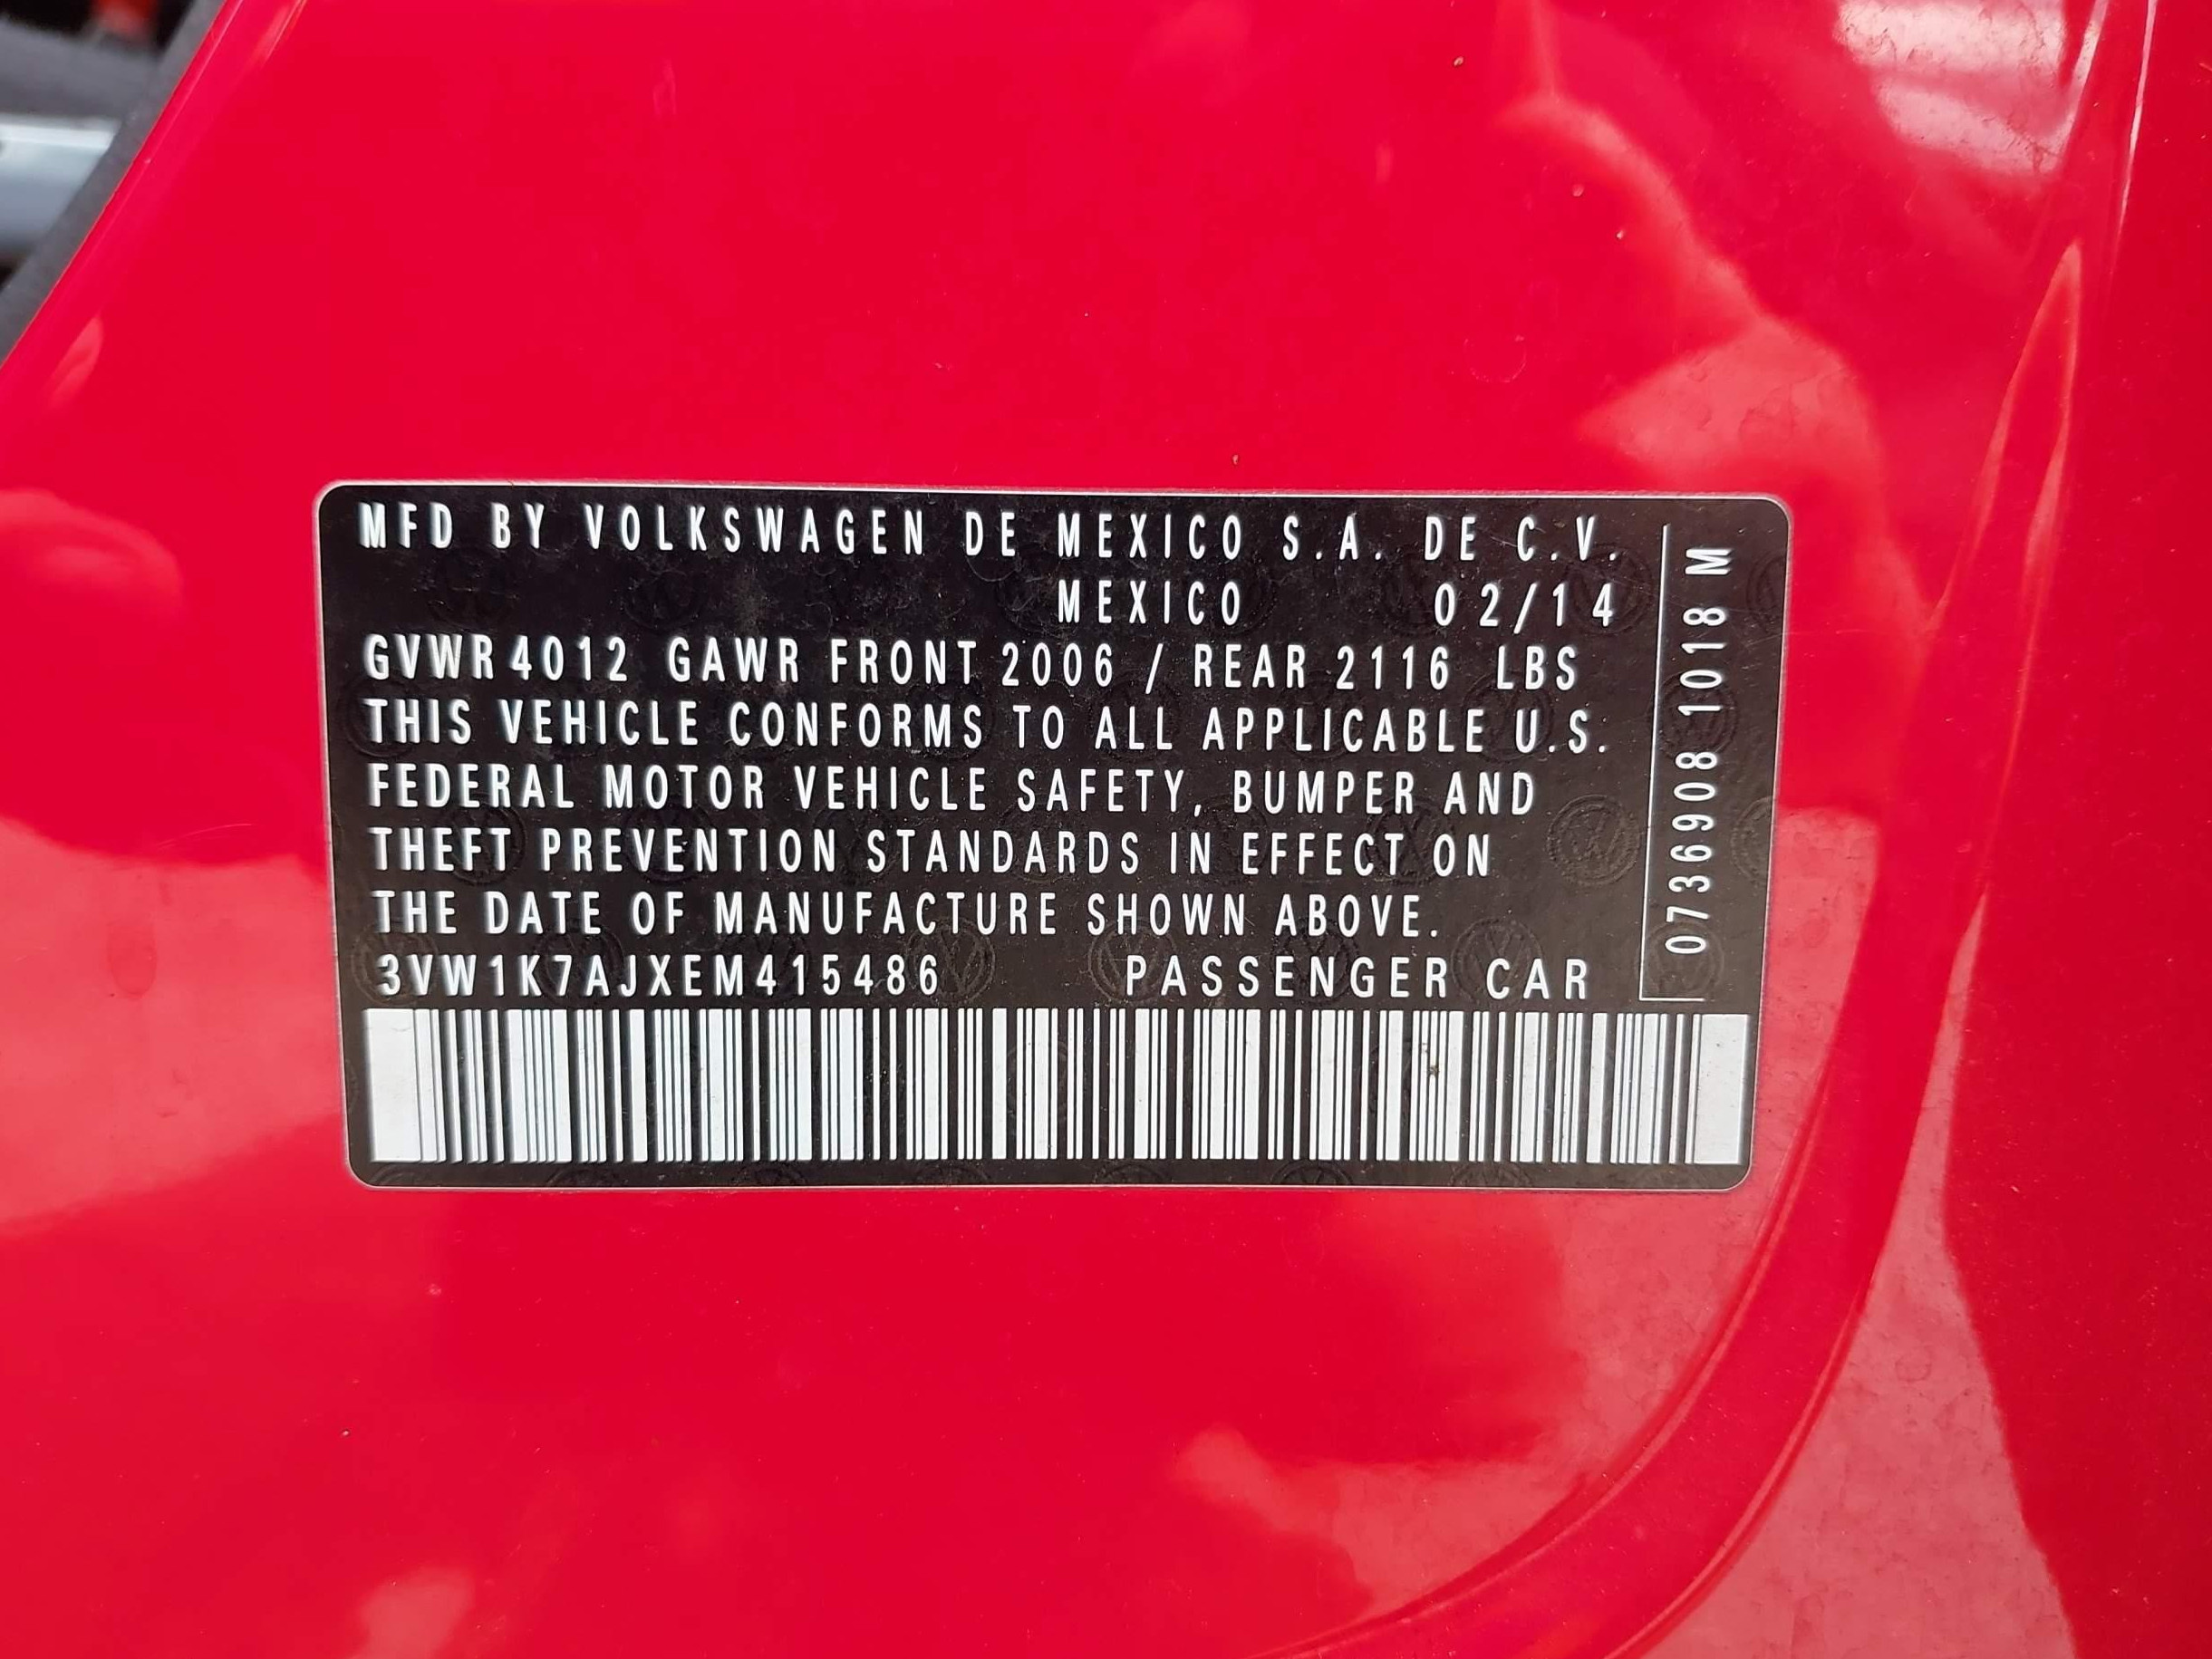 MFD BY VOLKSWAGEN DE MEXICO S.A. DE C.V.
MEXICO 02/14
GVWR4012 GAWR FRONT 2006 / REAR 2116 LBS
THIS VEHICLE CONFORMS TO ALL APPLICABLE U.S.
FEDERAL MOTOR VEHICLE SAFETY, BUMPER AND
THEFT PREVENTION STANDARDS IN EFFECT ON
THE DATE OF MANUFACTURE SHOWN ABOVE.
3VW1K7AJXEM415486 PASSENGER CAR
0736908 1018 M